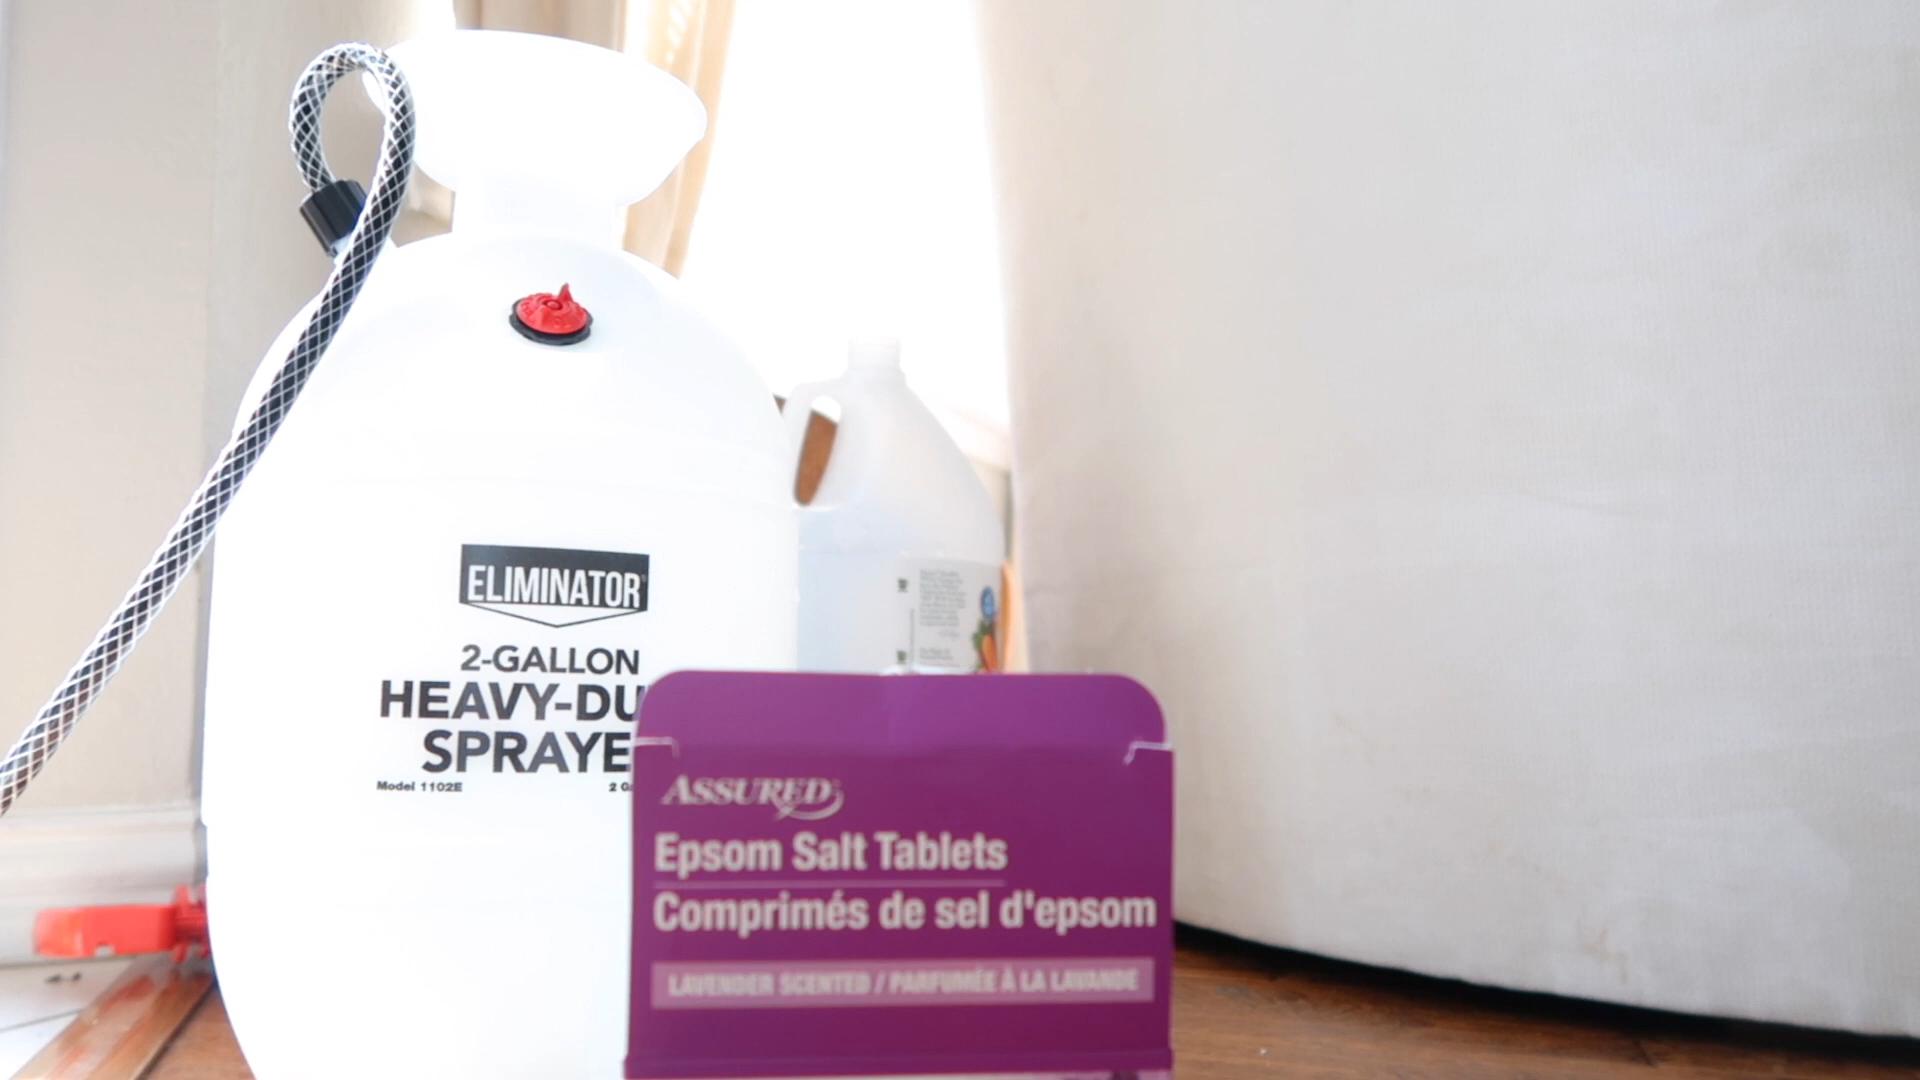 ELIMINATOR
2-GALLON
HEAVY-DU
SPRAYE
Model 1102E
2 G
ASSURED
Epsom Salt Tablets
Comprimés de sel d'epsom
LAVENDER SCENTED / PARFUMÉE À LA LAVANDE